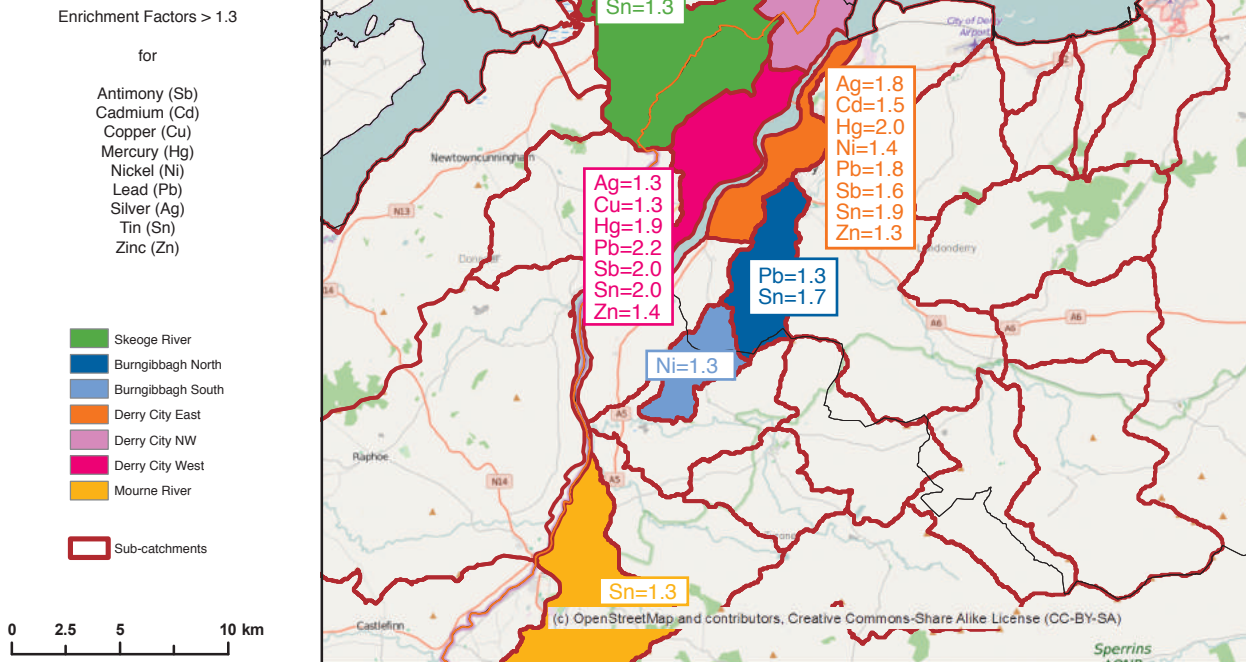 Enrichment Factors > 1.3
for
Antimony (Sb)
Cadmium (Cd)
Copper (Cu)
Mercury (Hg)
Nickel (Ni)
Lead (Pb)
Silver (Ag)
Tin (Sn)
Zinc (Zn)
Skeoge River
Burngibbagh North
Burngibbagh South
Derry City East
Derry City NW
Derry City West
Mourne River
Sub-catchments
0 2.5 5 10 km
Sn=1.3
City of Derry
Airport
Ag=1.8
Cd=1.5
Hg=2.0
Ni=1.4
Pb=1.8
Sb=1.6
Sn=1.9
Zn=1.3
Newtowncunningham
N13
Ag=1.3
Cu=1.3
Hg=1.9
Pb=2.2
Sb=2.0
Sn=2.0
Zn=1.4
Londonderry
Pb=1.3
Sn=1.7
14
A6
A6
A6
Ni=1.3
A5
Raphoe
N14
A5
Sn=1.3
(c) OpenStreetMap and contributors, Creative Commons-Share Alike License (CC-BY-SA)
Castlefinn
Sperrins
AONB